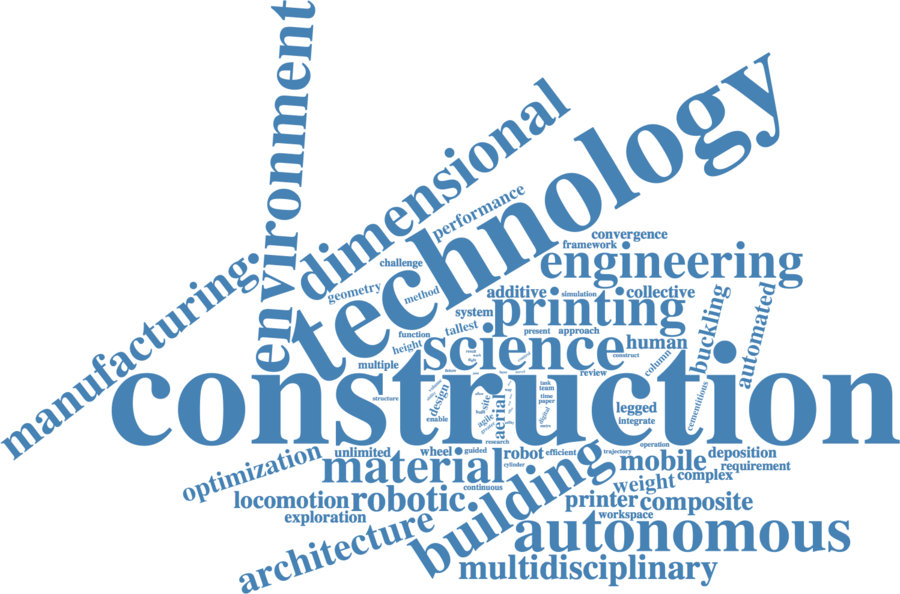 environment
technology
dimensional
performance
manufacturing
convergence
framework
challenge
engineering
geometry
method
additive
simulation
collective
printing
system
buckling
automated
function
tallest
present
approach
height
science
human
construct
multiple
column
review
construction
structure
design
enable
site
agile
aerial
task
team
time
paper
digital
legged
integrate
cementitious
research
operation
optimization
unlimited
wheel
guided
robot
efficient
trajectory
deposition
material
cylinder
building
mobile
requirement
complex
weight
continuous
locomotion
robotic
printer
composite
exploration
workspace
architecture
autonomous
multidisciplinary